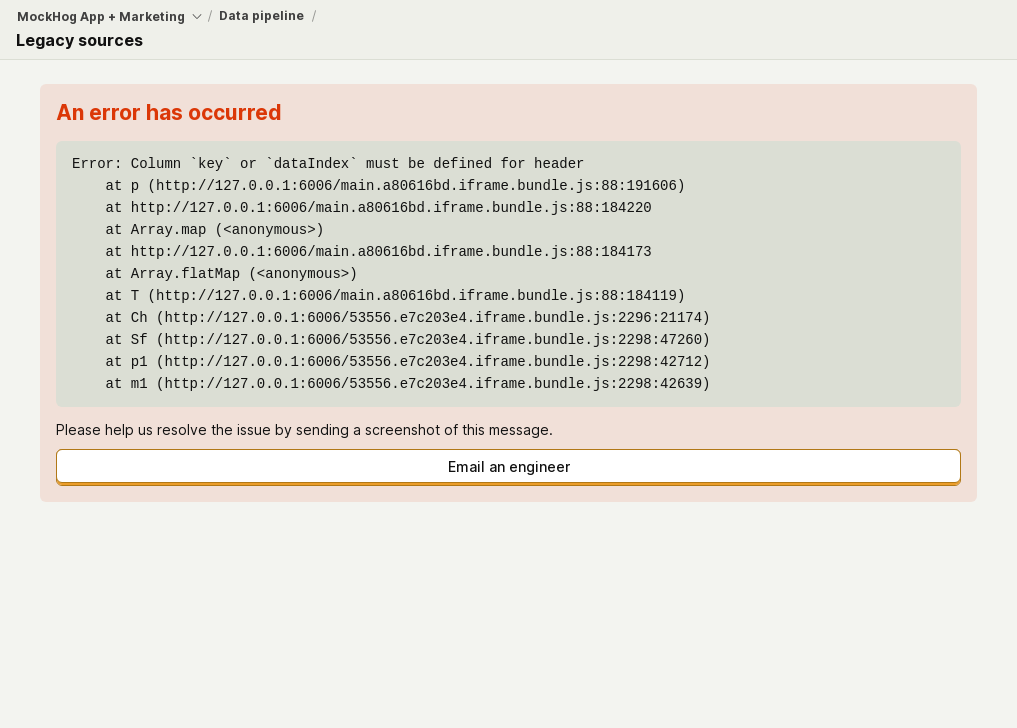 MockHog App + Marketing / Data pipeline /
Legacy sources
An error has occurred
Error: Column `key` or `dataIndex` must be defined for header
    at p (http://127.0.0.1:6006/main.a80616bd.iframe.bundle.js:88:191606)
    at http://127.0.0.1:6006/main.a80616bd.iframe.bundle.js:88:184220
    at Array.map (<anonymous>)
    at http://127.0.0.1:6006/main.a80616bd.iframe.bundle.js:88:184173
    at Array.flatMap (<anonymous>)
    at T (http://127.0.0.1:6006/main.a80616bd.iframe.bundle.js:88:184119)
    at Ch (http://127.0.0.1:6006/53556.e7c203e4.iframe.bundle.js:2296:21174)
    at Sf (http://127.0.0.1:6006/53556.e7c203e4.iframe.bundle.js:2298:47260)
    at p1 (http://127.0.0.1:6006/53556.e7c203e4.iframe.bundle.js:2298:42712)
    at m1 (http://127.0.0.1:6006/53556.e7c203e4.iframe.bundle.js:2298:42639)
Please help us resolve the issue by sending a screenshot of this message.
Email an engineer